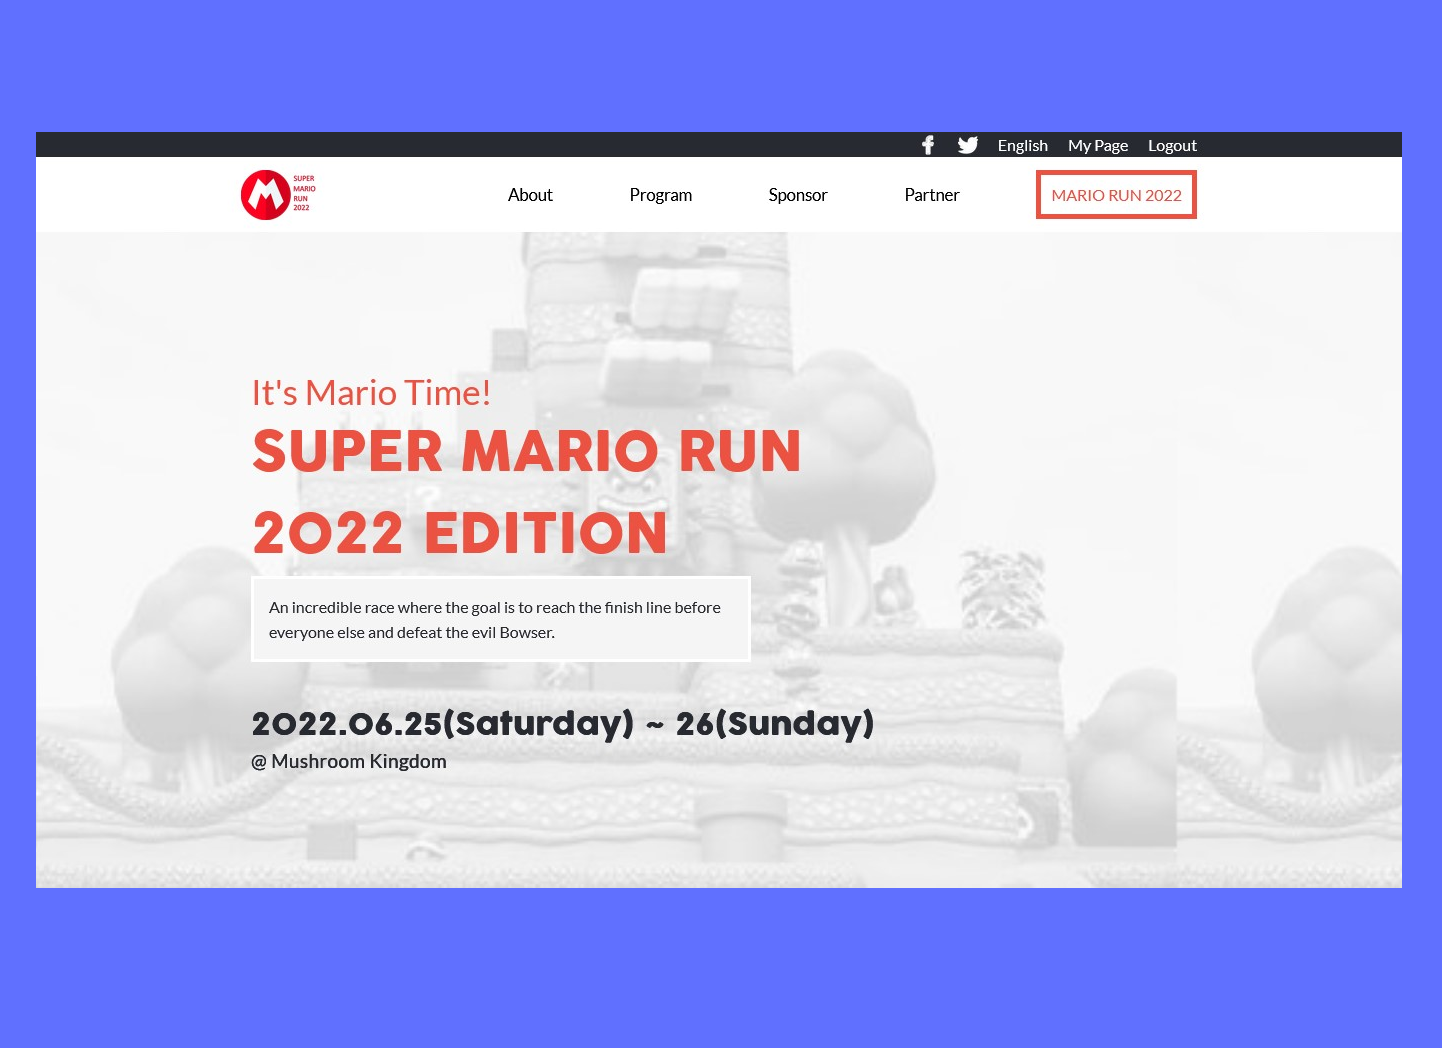 English My Page Logout
SUPER
MARIO
RUN
2022
About Program Sponsor Partner MARIO RUN 2022
It's Mario Time!
SUPER MARIO RUN
2022 EDITION
An incredible race where the goal is to reach the finish line before
everyone else and defeat the evil Bowser.
2022.06.25(Saturday) ~ 26(Sunday)
@ Mushroom Kingdom